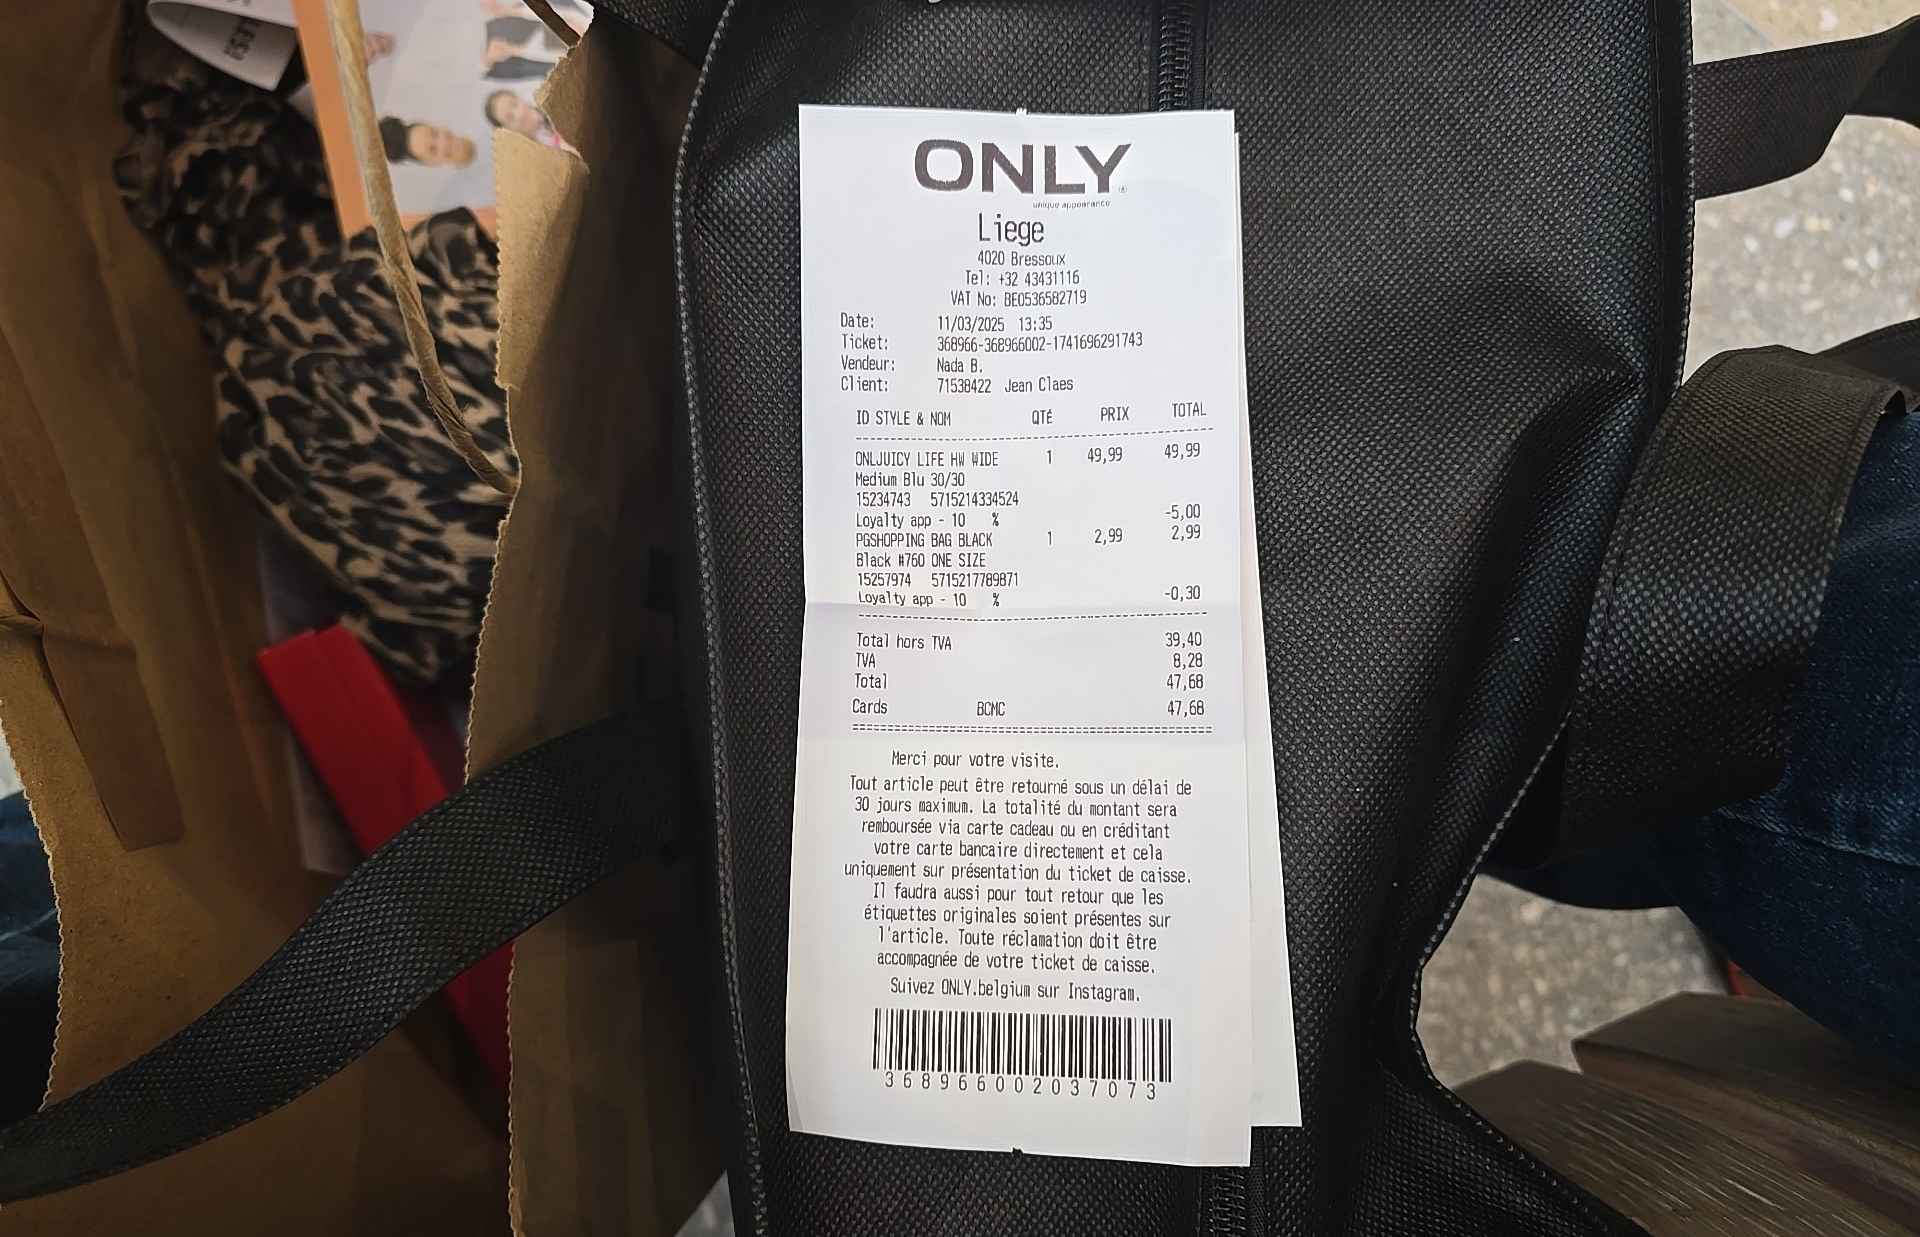 ONLY
unique appearance
Liege
4020 Bressoux
Tel: +32 43431116
VAT No: BE0536582719
Date: 11/03/2025 13:35
Ticket: 368966-368966002-1741696291743
Vendeur: Nada B.
Client: 71538422 Jean Claes
ID STYLE & NOM QTÉ PRIX TOTAL
ONLJUICY LIFE HW WIDE 1 49,99 49,99
Medium Blu 30/30
15234743 5715214334524
Loyalty app - 10 % -5,00
PGSHOPPING BAG BLACK 1 2,99 2,99
Black #760 ONE SIZE
15257974 5715217789871
Loyalty app - 10 % -0,30
Total hors TVA 39,40
TVA 8,28
Total 47,68
Cards BCMC 47,68
Merci pour votre visite.
Tout article peut être retourné sous un délai de
30 jours maximum. La totalité du montant sera
remboursée via carte cadeau ou en créditant
votre carte bancaire directement et cela
uniquement sur présentation du ticket de caisse.
Il faudra aussi pour tout retour que les
étiquettes originales soient présentes sur
l'article. Toute réclamation doit être
accompagnée de votre ticket de caisse.
Suivez ONLY.belgium sur Instagram.
368966002037073